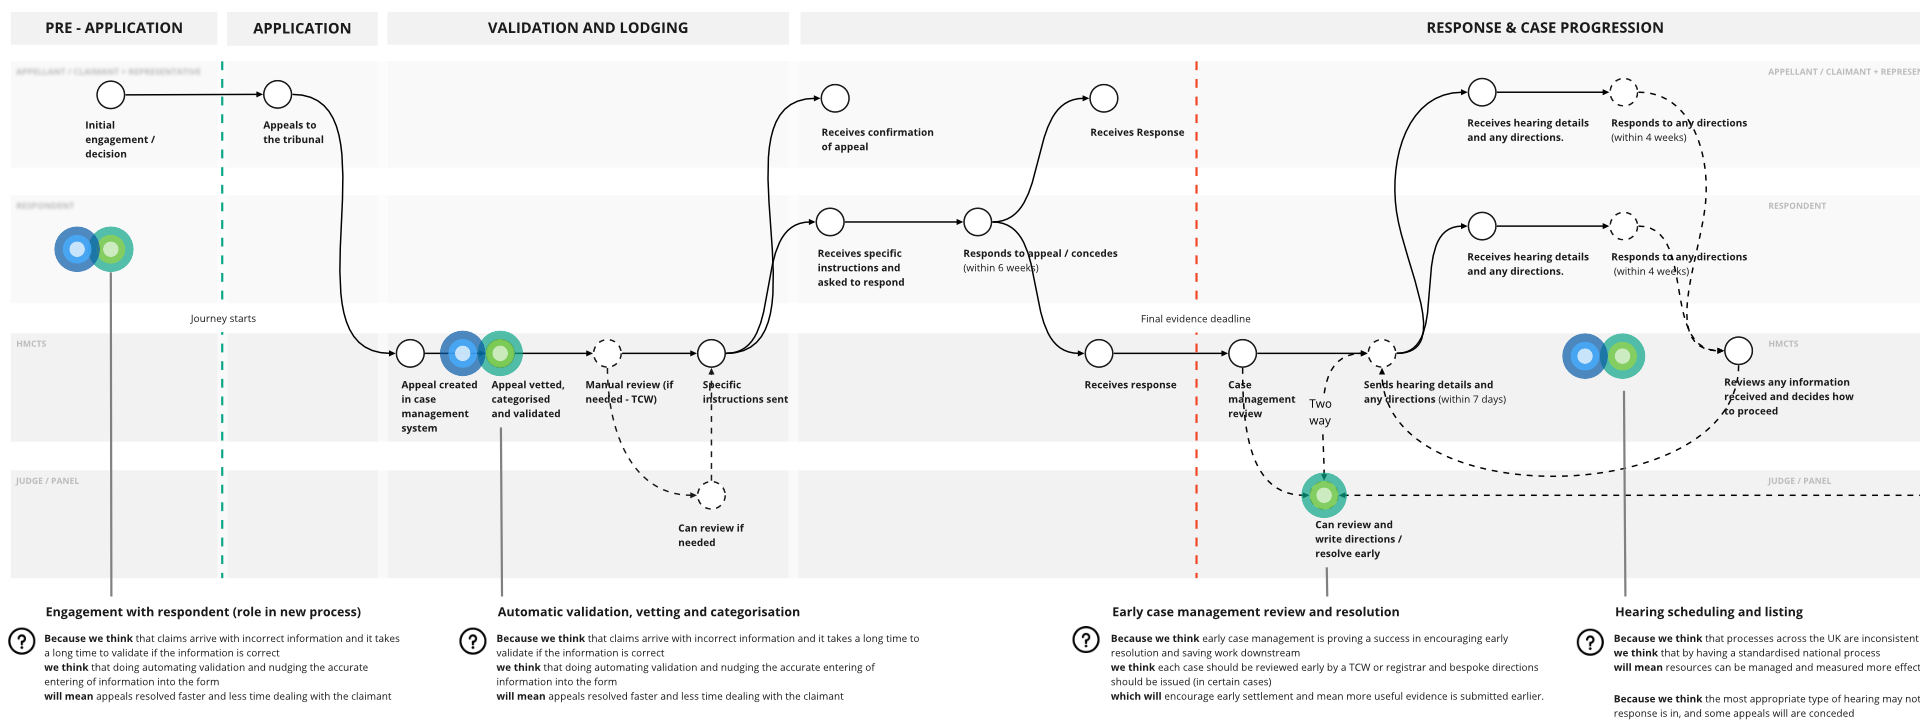 PRE - APPLICATION
APPLICATION
VALIDATION AND LODGING
RESPONSE & CASE PROGRESSION
APPELLANT / CLAIMANT + REPRESENTATIVE
APPELLANT / CLAIMANT + REPRESEN
Initial
engagement /
decision
Appeals to
the tribunal
Receives confirmation
of appeal
Receives Response
Receives hearing details
and any directions.
Responds to any directions
(within 4 weeks)
RESPONDENT
RESPONDENT
Receives specific
instructions and
asked to respond
Responds to appeal / concedes
(within 6 weeks)
Receives hearing details
and any directions.
Responds to any directions
(within 4 weeks)
Journey starts
Final evidence deadline
HMCTS
HMCTS
Appeal created
in case
management
system
Appeal vetted,
categorised
and validated
Manual review (if
needed - TCW)
Specific
instructions sent
Receives response
Case
management
review
Two
way
Sends hearing details and
any directions (within 7 days)
Reviews any information
received and decides how
to proceed
JUDGE / PANEL
JUDGE / PANEL
Can review if
needed
Can review and
write directions /
resolve early
Engagement with respondent (role in new process)
Because we think that claims arrive with incorrect information and it takes
a long time to validate if the information is correct
we think that doing automating validation and nudging the accurate
entering of information into the form
will mean appeals resolved faster and less time dealing with the claimant
Automatic validation, vetting and categorisation
Because we think that claims arrive with incorrect information and it takes a long time to
validate if the information is correct
we think that doing automating validation and nudging the accurate entering of
information into the form
will mean appeals resolved faster and less time dealing with the claimant
Early case management review and resolution
Because we think early case management is proving a success in encouraging early
resolution and saving work downstream
we think each case should be reviewed early by a TCW or registrar and bespoke directions
should be issued (in certain cases)
which will encourage early settlement and mean more useful evidence is submitted earlier.
Hearing scheduling and listing
Because we think that processes across the UK are inconsistent
we think that by having a standardised national process
will mean resources can be managed and measured more effect
Because we think the most appropriate type of hearing may not
response is in, and some appeals will are conceded